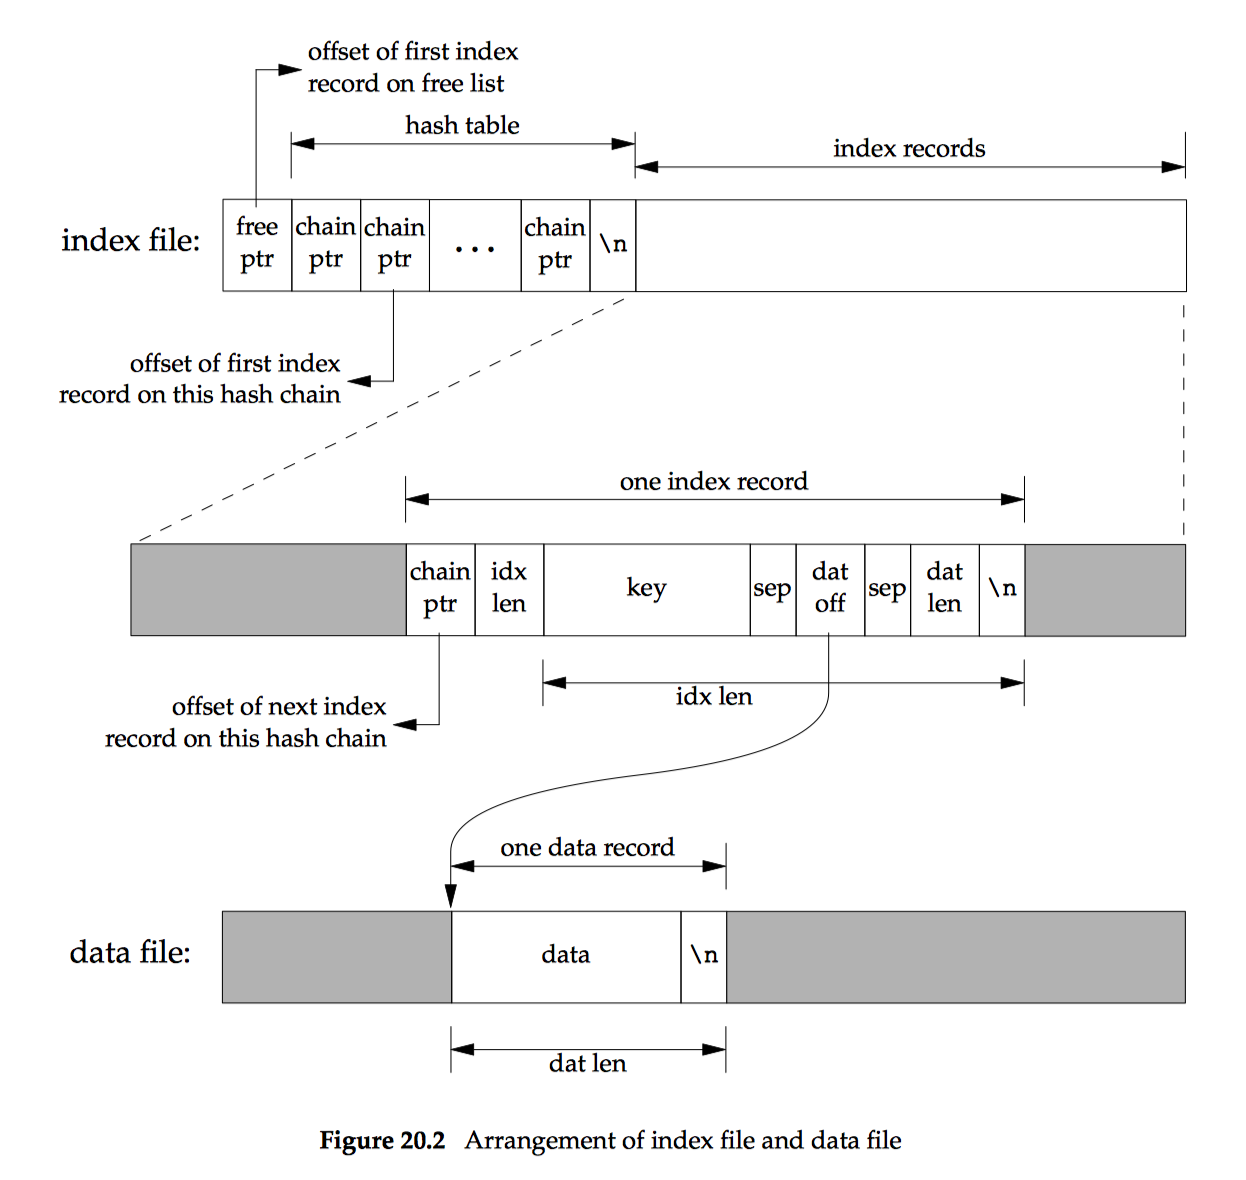 offset of first index
record on free list
hash table
index records
index file:
free
ptr
chain
ptr
chain
ptr
...
chain
ptr
\n
offset of first index
record on this hash chain
one index record
chain
ptr
idx
len
key
sep
dat
off
sep
dat
len
\n
idx len
offset of next index
record on this hash chain
one data record
data file:
data
\n
dat len
Figure 20.2 Arrangement of index file and data file